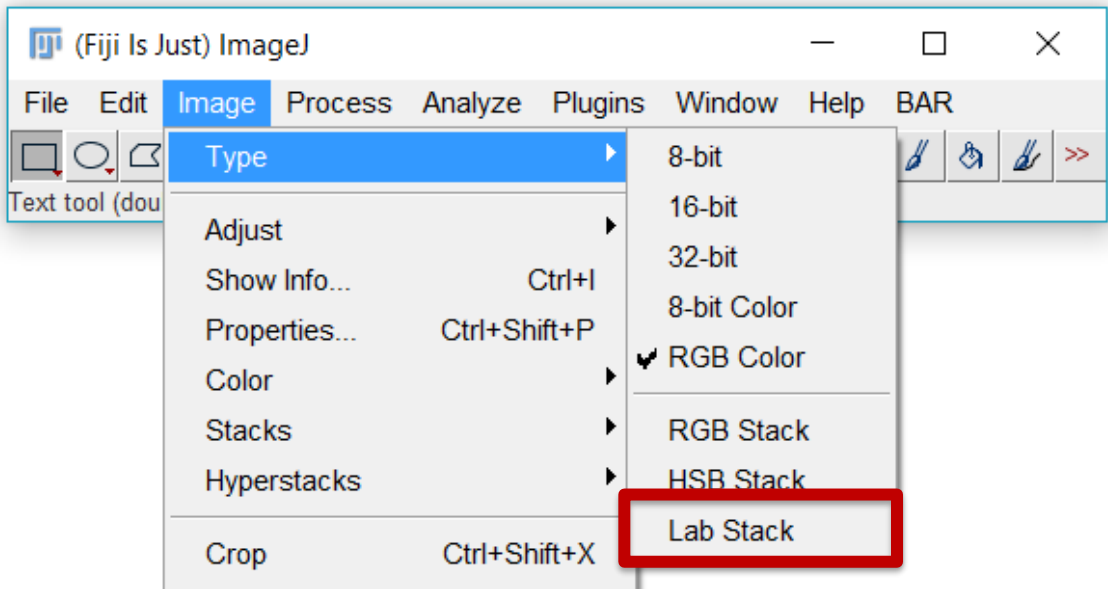 (Fiji Is Just) ImageJ
File Edit Image Process Analyze Plugins Window Help BAR
Text tool (dou
Type
Adjust
Show Info... Ctrl+I
Properties... Ctrl+Shift+P
Color
Stacks
Hyperstacks
Crop Ctrl+Shift+X
8-bit
16-bit
32-bit
8-bit Color
RGB Color
RGB Stack
HSB Stack
Lab Stack